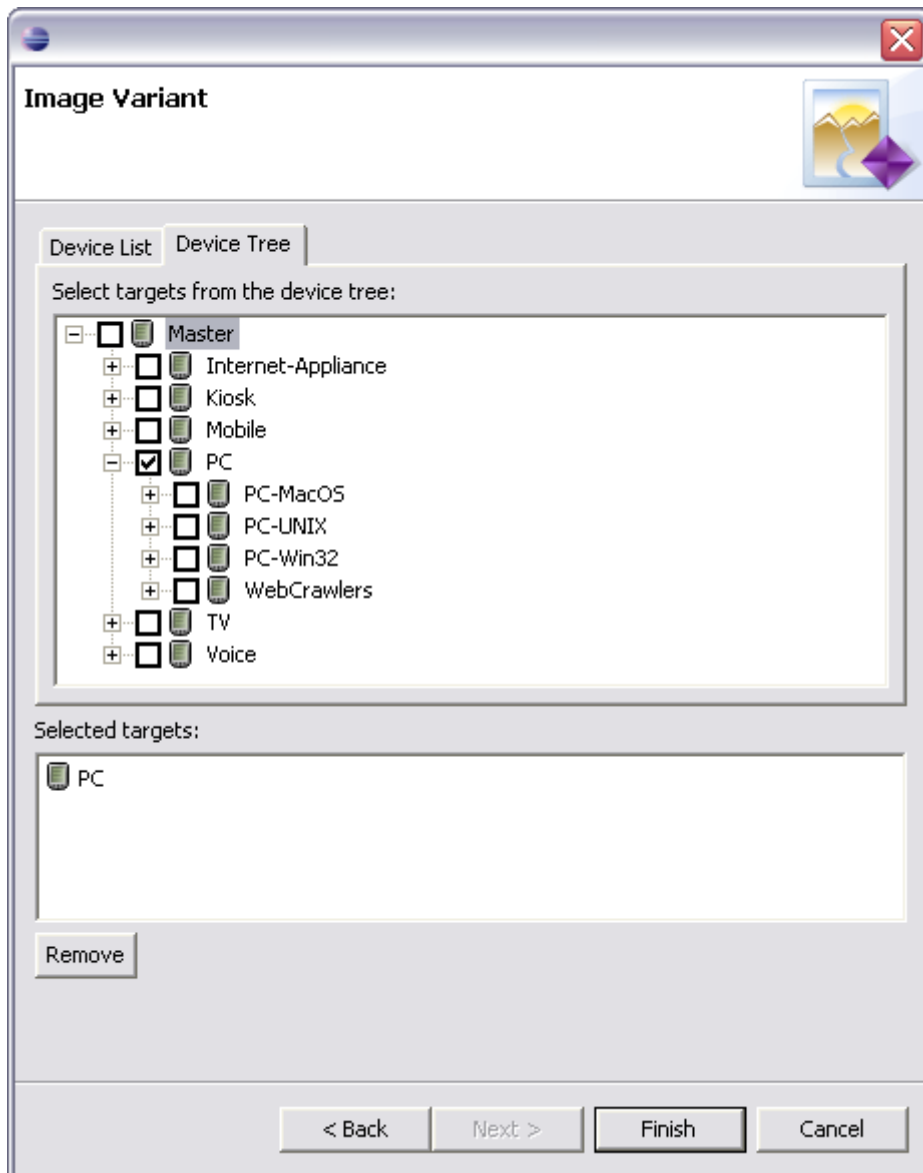 Image Variant
Device List Device Tree
Select targets from the device tree:
Master
Internet-Appliance
Kiosk
Mobile
PC
PC-MacOS
PC-UNIX
PC-Win32
WebCrawlers
TV
Voice
Selected targets:
PC
Remove
< Back Next > Finish Cancel